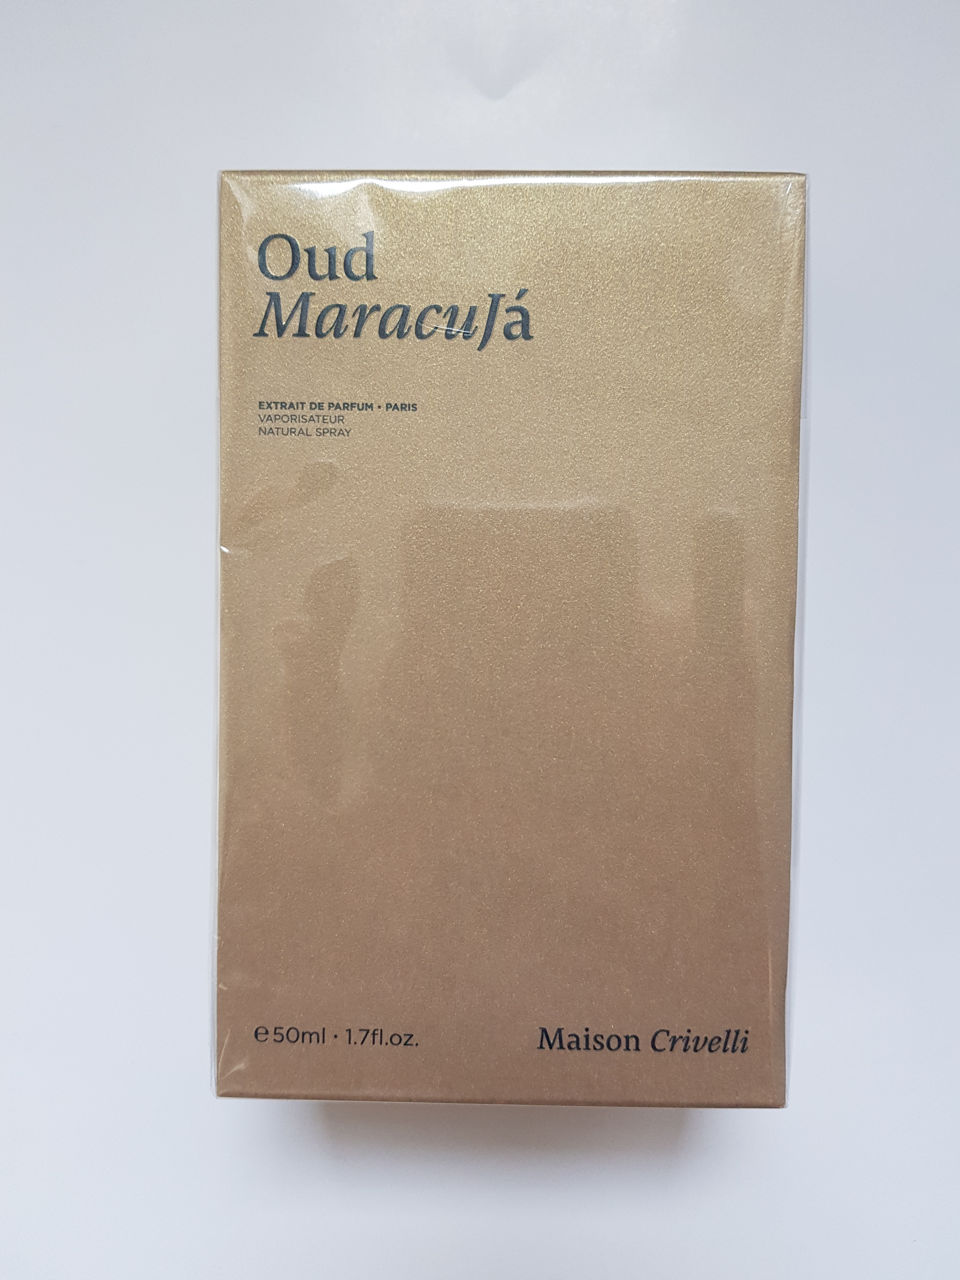 Oud
MaracuJá
EXTRAIT DE PARFUM • PARIS
VAPORISATEUR
NATURAL SPRAY
℮50ml · 1.7fl.oz.
Maison Crivelli